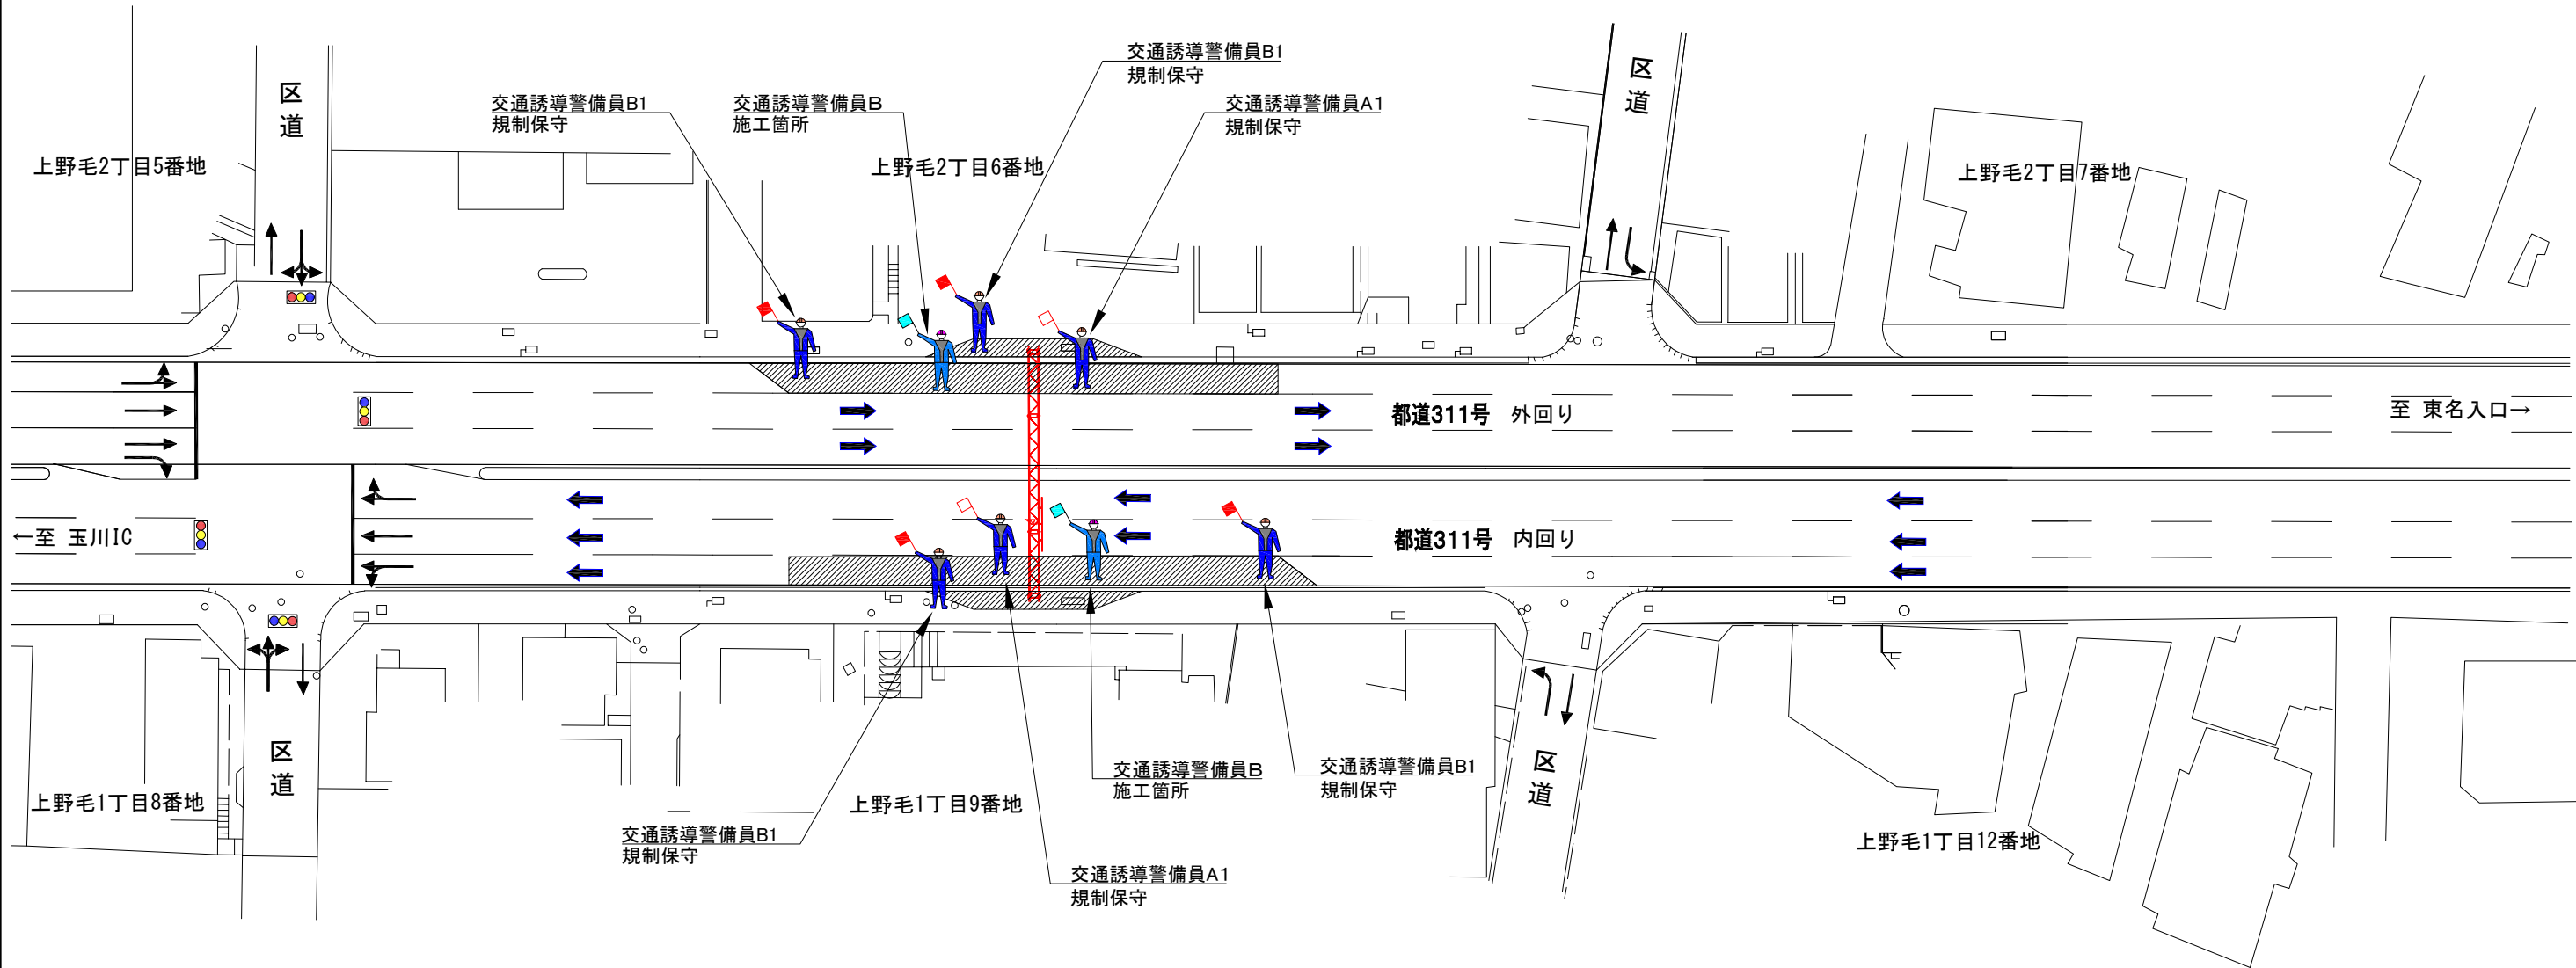 交通誘導警備員B1
規制保守
交通誘導警備員B1
規制保守
交通誘導警備員B
施工箇所
交通誘導警備員A1
規制保守
区道
区道
上野毛2丁目5番地
上野毛2丁目6番地
上野毛2丁目7番地
都道311号 外回り
至 東名入口→
←至 玉川IC
都道311号 内回り
区道
区道
上野毛1丁目8番地
上野毛1丁目9番地
上野毛1丁目12番地
交通誘導警備員B
施工箇所
交通誘導警備員B1
規制保守
交通誘導警備員B1
規制保守
交通誘導警備員A1
規制保守